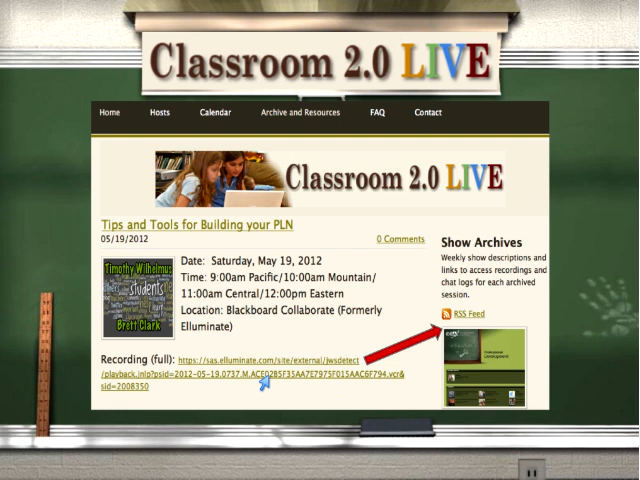 Classroom 2.0 LIVE
Home Hosts Calendar Archive and Resources FAQ Contact
Classroom 2.0 LIVE
Tips and Tools for Building your PLN
05/19/2012
0 Comments
Timothy Wilhelmus
students
Brett Clark
Date: Saturday, May 19, 2012
Time: 9:00am Pacific/10:00am Mountain/
11:00am Central/12:00pm Eastern
Location: Blackboard Collaborate (Formerly
Elluminate)
Recording (full): https://sas.elluminate.com/site/external/jwsdetect
/playback.jnlp?psid=2012-05-19.0737.M.ACE02B5F35AA7E7975F015AAC6F794.vcr&
sid=2008350
Show Archives
Weekly show descriptions and
links to access recordings and
chat logs for each archived
session.
RSS Feed